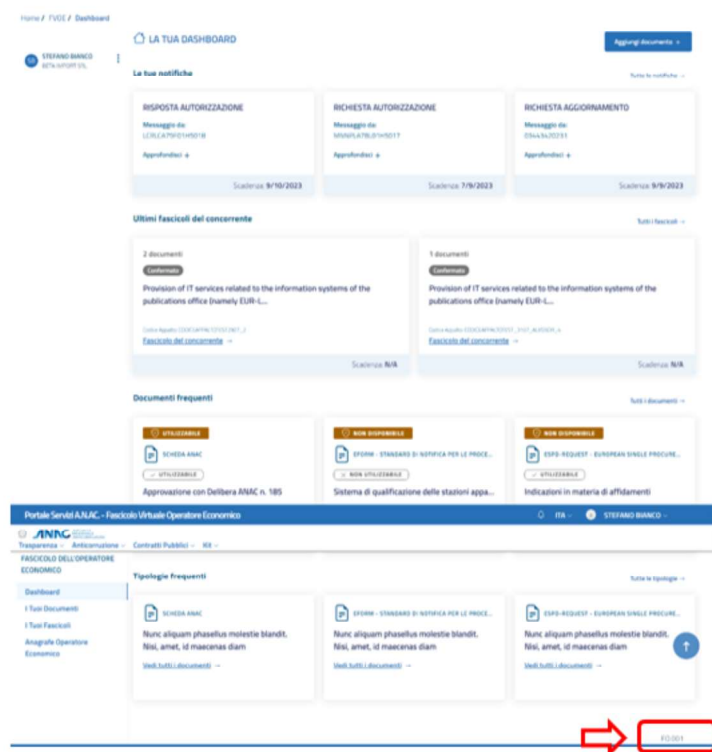 Home / FVOE / Dashboard
LA TUA DASHBOARD
Aggiungi documento +
SB
STEFANO BIANCO
Le tue notifiche
Tutte le notifiche →
RISPOSTA AUTORIZZAZIONE
Messaggio da:
Approfondisci +
Scadenza: 9/10/2023
RICHIESTA AUTORIZZAZIONE
Messaggio da:
Approfondisci +
Scadenza: 7/9/2023
RICHIESTA AGGIORNAMENTO
Messaggio da:
Approfondisci +
Scadenza: 9/9/2023
Ultimi fascicoli del concorrente
Tutti i fascicoli →
2 documenti
Confermato
Provision of IT services related to the information systems of the
publications office (namely EUR-L...
Fascicolo del concorrente →
Scadenza: N/A
1 documenti
Confermato
Provision of IT services related to the information systems of the
publications office (namely EUR-L...
Fascicolo del concorrente →
Scadenza: N/A
Documenti frequenti
Tutti i documenti →
UTILIZZABILE
SCHEDA ANAC
UTILIZZABILE
Approvazione con Delibera ANAC n. 185
NON DISPONIBILE
EFORM - STANDARD DI NOTIFICA PER LE PROCE...
NON UTILIZZABILE
Sistema di qualificazione delle stazioni appa...
NON DISPONIBILE
ESPD-REQUEST - EUROPEAN SINGLE PROCURE...
UTILIZZABILE
Indicazioni in materia di affidamenti
Portale Servizi A.N.AC. - Fascicolo Virtuale Operatore Economico
ITA
STEFANO BIANCO
ANAC
Trasparenza
Anticorruzione
Contratti Pubblici
Kit
FASCICOLO DELL'OPERATORE
ECONOMICO
Dashboard
I Tuoi Documenti
I Tuoi Fascicoli
Anagrafe Operatore
Economico
Tipologie frequenti
Tutte le tipologie →
SCHEDA ANAC
Nunc aliquam phasellus molestie blandit.
Nisi, amet, id maecenas diam
Vedi tutti i documenti →
EFORM - STANDARD DI NOTIFICA PER LE PROCE...
Nunc aliquam phasellus molestie blandit.
Nisi, amet, id maecenas diam
Vedi tutti i documenti →
ESPD-REQUEST - EUROPEAN SINGLE PROCURE...
Nunc aliquam phasellus molestie blandit.
Nisi, amet, id maecenas diam
Vedi tutti i documenti →
FO.001